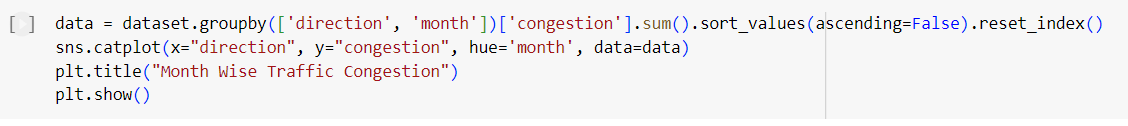 [ ] data = dataset.groupby(['direction', 'month'])['congestion'].sum().sort_values(ascending=False).reset_index()
sns.catplot(x="direction", y="congestion", hue='month', data=data)
plt.title("Month Wise Traffic Congestion")
plt.show()